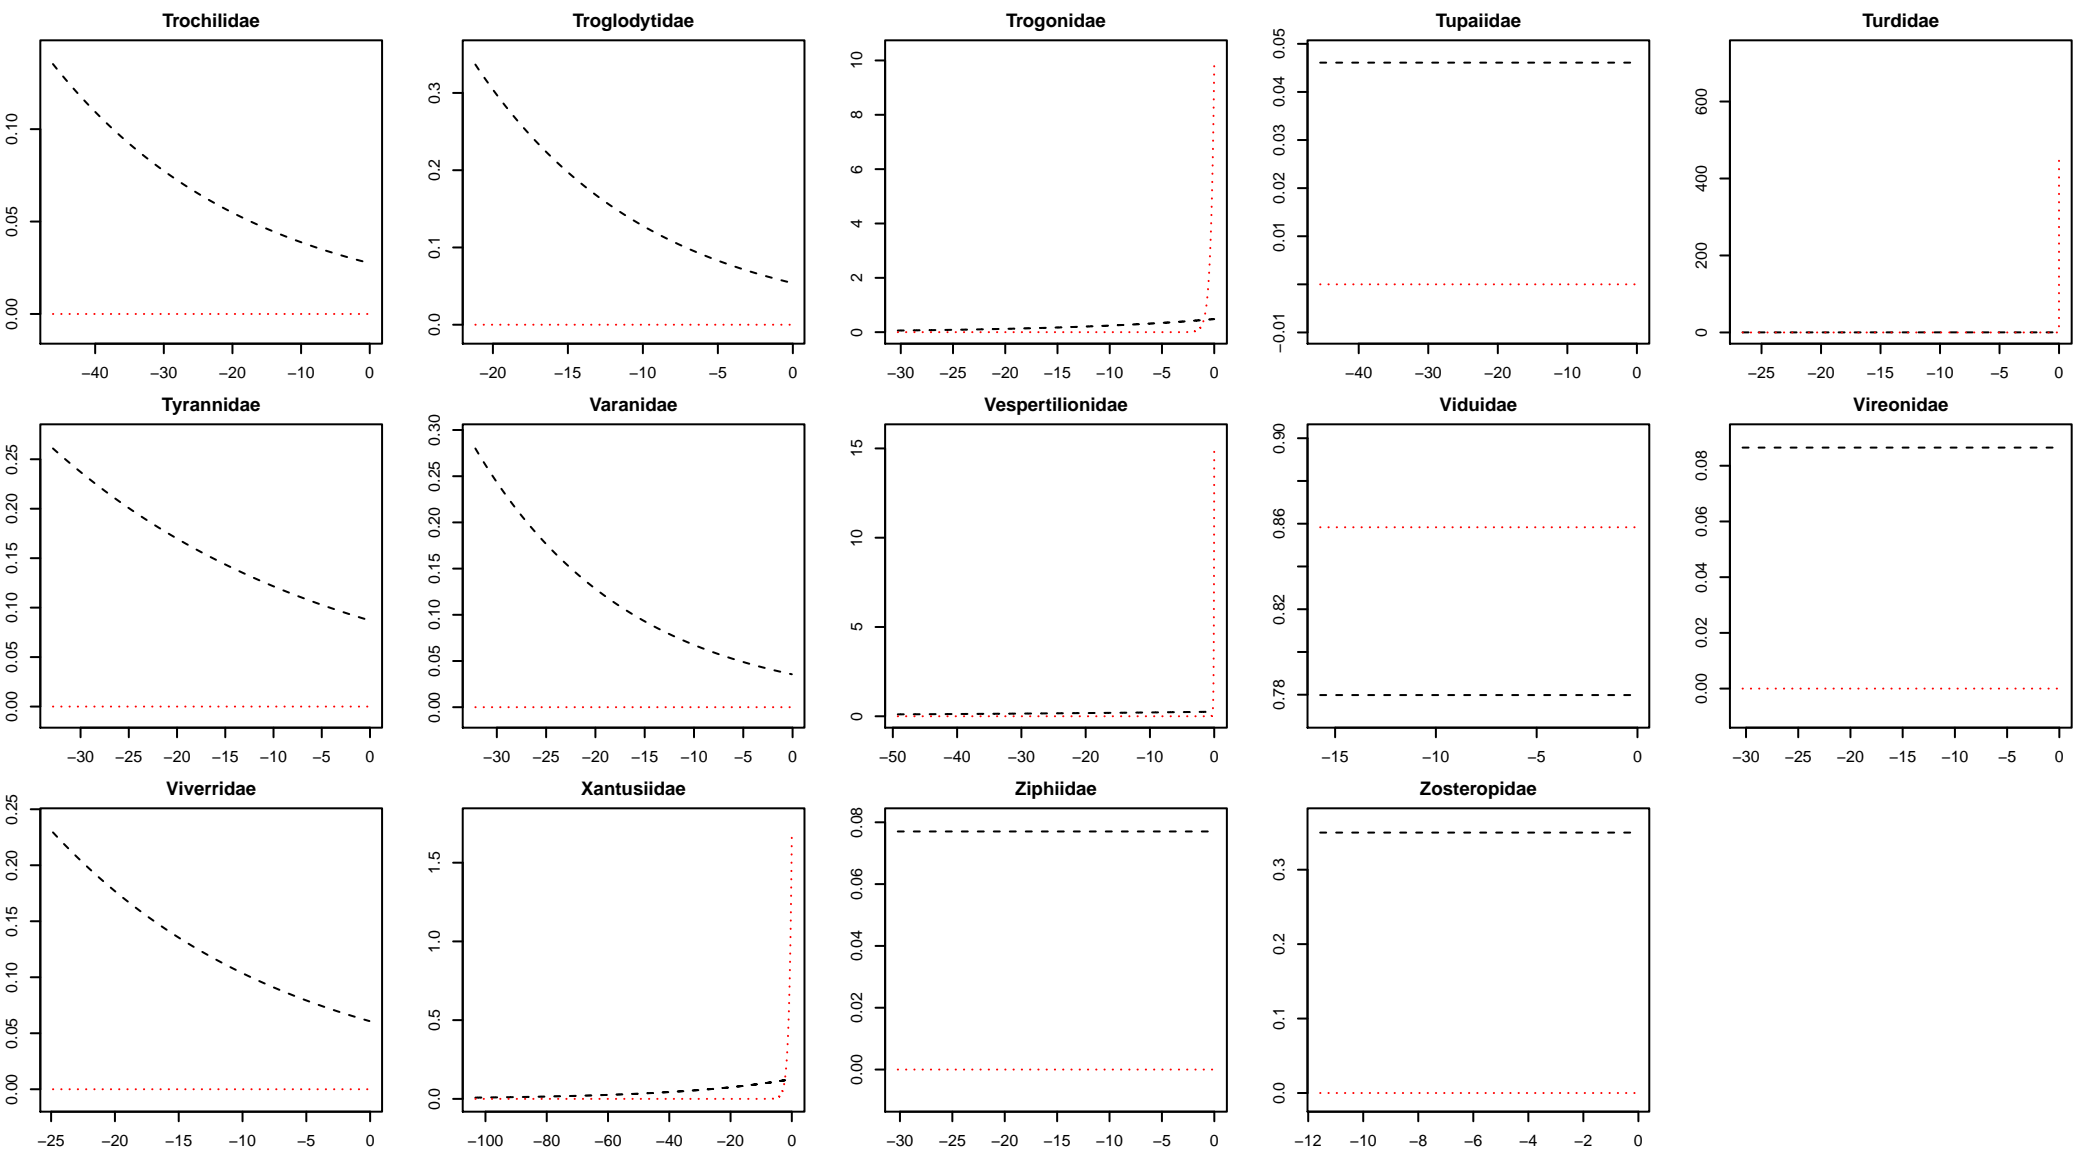 Trochilidae Troglodytidae Trogonidae Tupaiidae Turdidae
0.00 0.05 0.10
0.0 0.1 0.2 0.3
0 2 4 6 8 10
−0.01 0.01 0.02 0.03 0.04 0.05
0 200 400 600
−40 −30 −20 −10 0
−20 −15 −10 −5 0
−30 −25 −20 −15 −10 −5 0
−40 −30 −20 −10 0
−25 −20 −15 −10 −5 0
Tyrannidae Varanidae Vespertilionidae Viduidae Vireonidae
0.00 0.05 0.10 0.15 0.20 0.25
0.00 0.05 0.10 0.15 0.20 0.25 0.30
0 5 10 15
0.78 0.82 0.86 0.90
0.00 0.02 0.04 0.06 0.08
−30 −25 −20 −15 −10 −5 0
−30 −25 −20 −15 −10 −5 0
−50 −40 −30 −20 −10 0
−15 −10 −5 0
−30 −25 −20 −15 −10 −5 0
Viverridae Xantusiidae Ziphiidae Zosteropidae
0.00 0.05 0.10 0.15 0.20 0.25
0.0 0.5 1.0 1.5
0.00 0.02 0.04 0.06 0.08
0.0 0.1 0.2 0.3
−25 −20 −15 −10 −5 0
−100 −80 −60 −40 −20 0
−30 −25 −20 −15 −10 −5 0
−12 −10 −8 −6 −4 −2 0